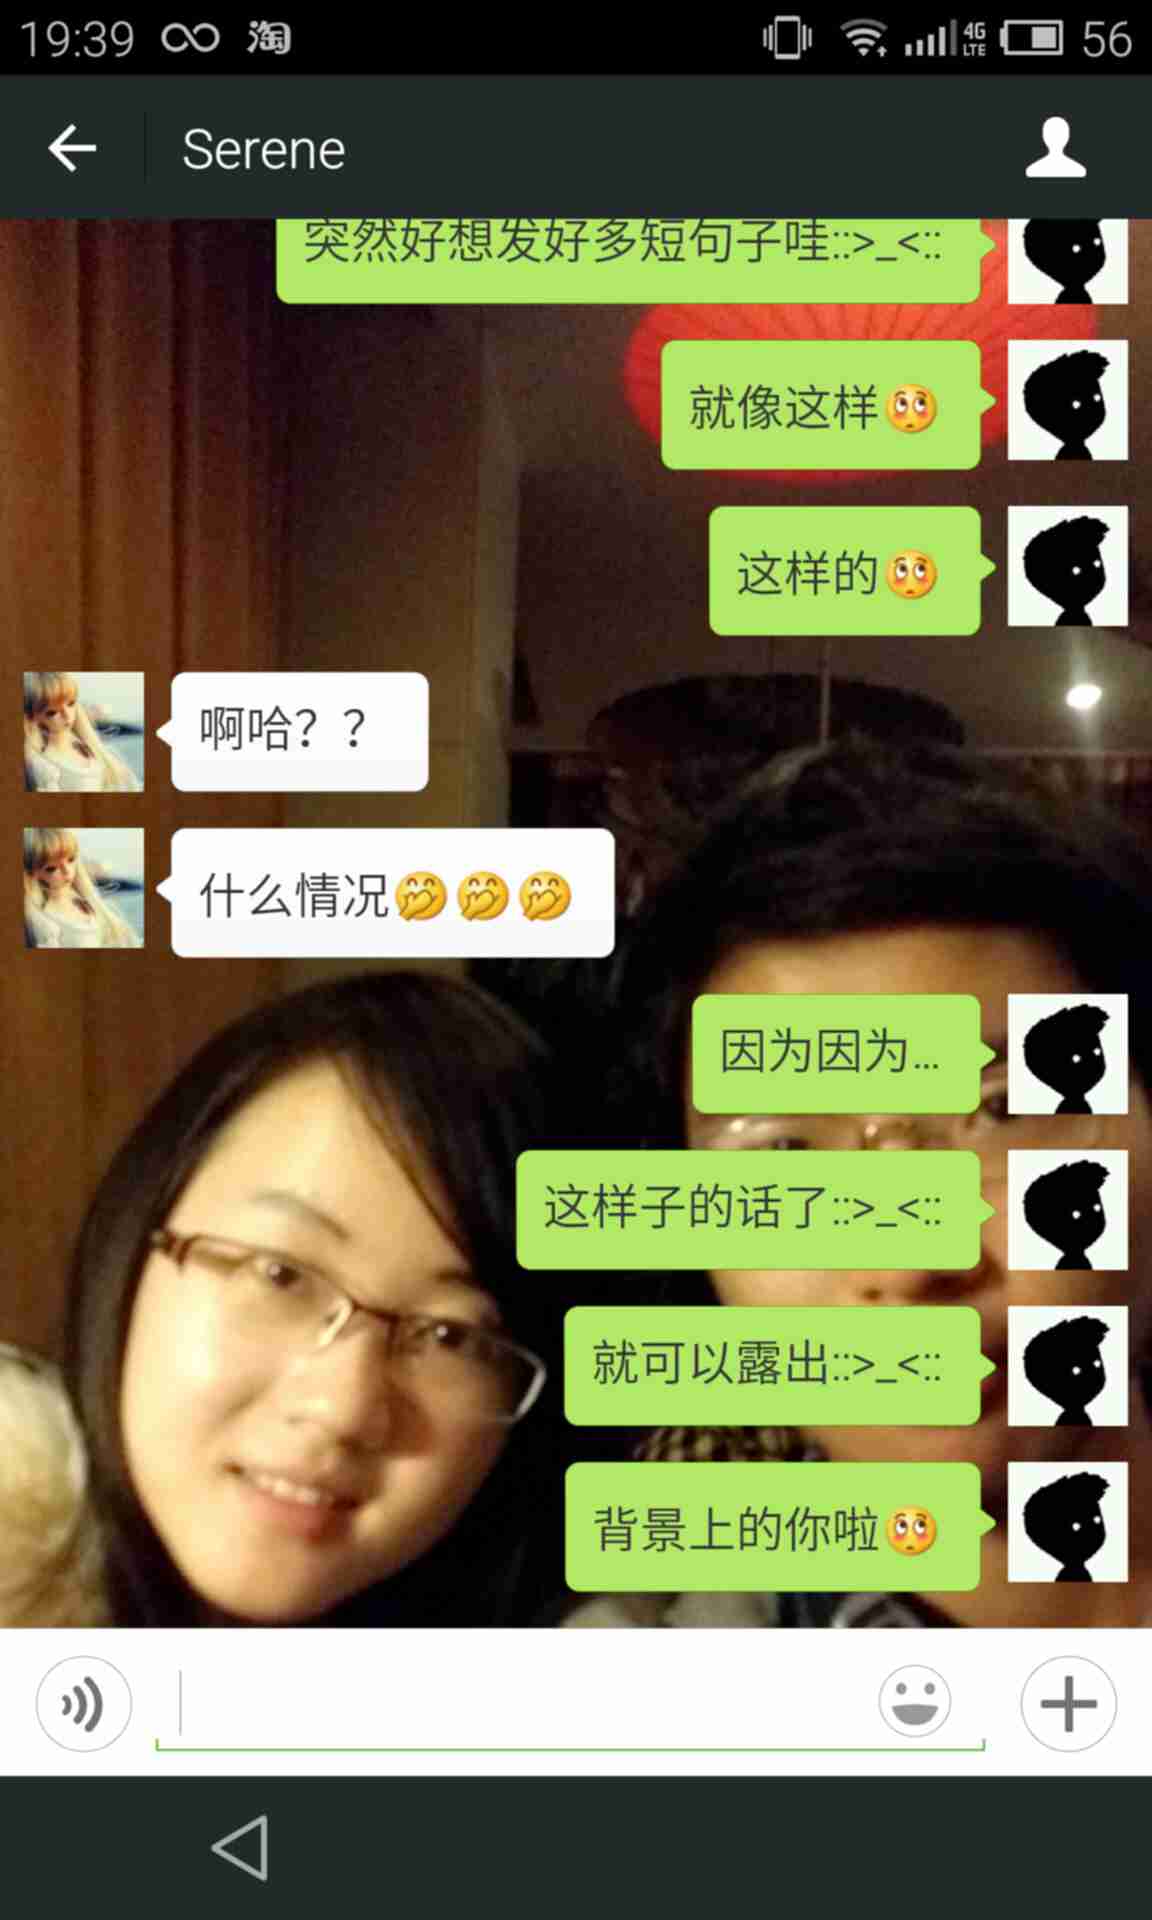 19:39 淘 4G LTE 56
Serene
突然好想发好多短句子哇::>_<::
就像这样
这样的
啊哈？？
什么情况
因为因为...
这样子的话了::>_<::
就可以露出::>_<::
背景上的你啦